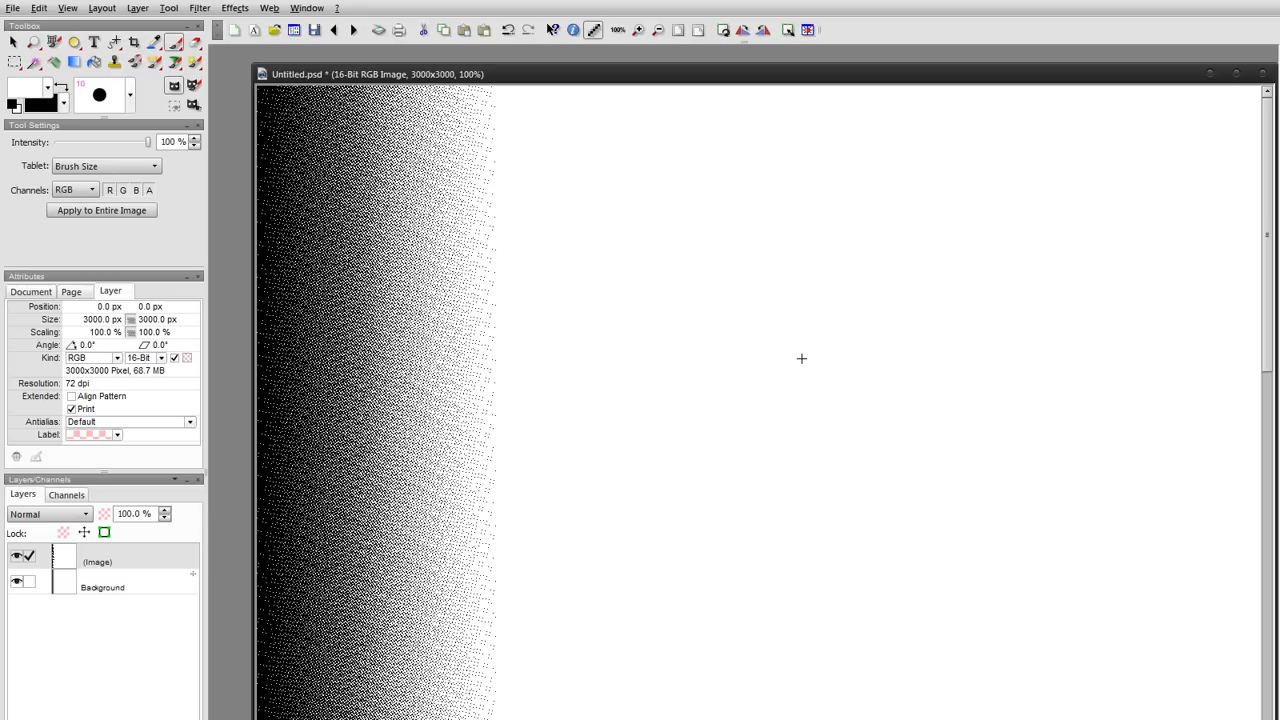 File Edit View Layout Layer Tool Filter Effects Web Window ?
Toolbox
100%
Untitled.psd * (16-Bit RGB Image, 3000x3000, 100%)
10
Tool Settings
Intensity: 100 %
Tablet: Brush Size
Channels: RGB R G B A
Apply to Entire Image
Attributes
Document Page Layer
Position: 0.0 px 0.0 px
Size: 3000.0 px 3000.0 px
Scaling: 100.0 % 100.0 %
Angle: 0.0° 0.0°
Kind: RGB 16-Bit
3000x3000 Pixel, 68.7 MB
Resolution: 72 dpi
Extended: Align Pattern
Print
Antialias: Default
Label:
Layers/Channels
Layers Channels
Normal 100.0 %
Lock:
(Image)
Background